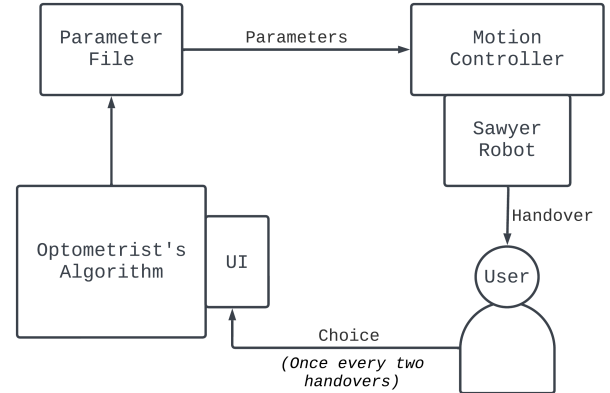 Parameter
File
Parameters
Motion
Controller
Sawyer
Robot
Handover
Optometrist's
Algorithm
UI
User
Choice
(Once every two
handovers)